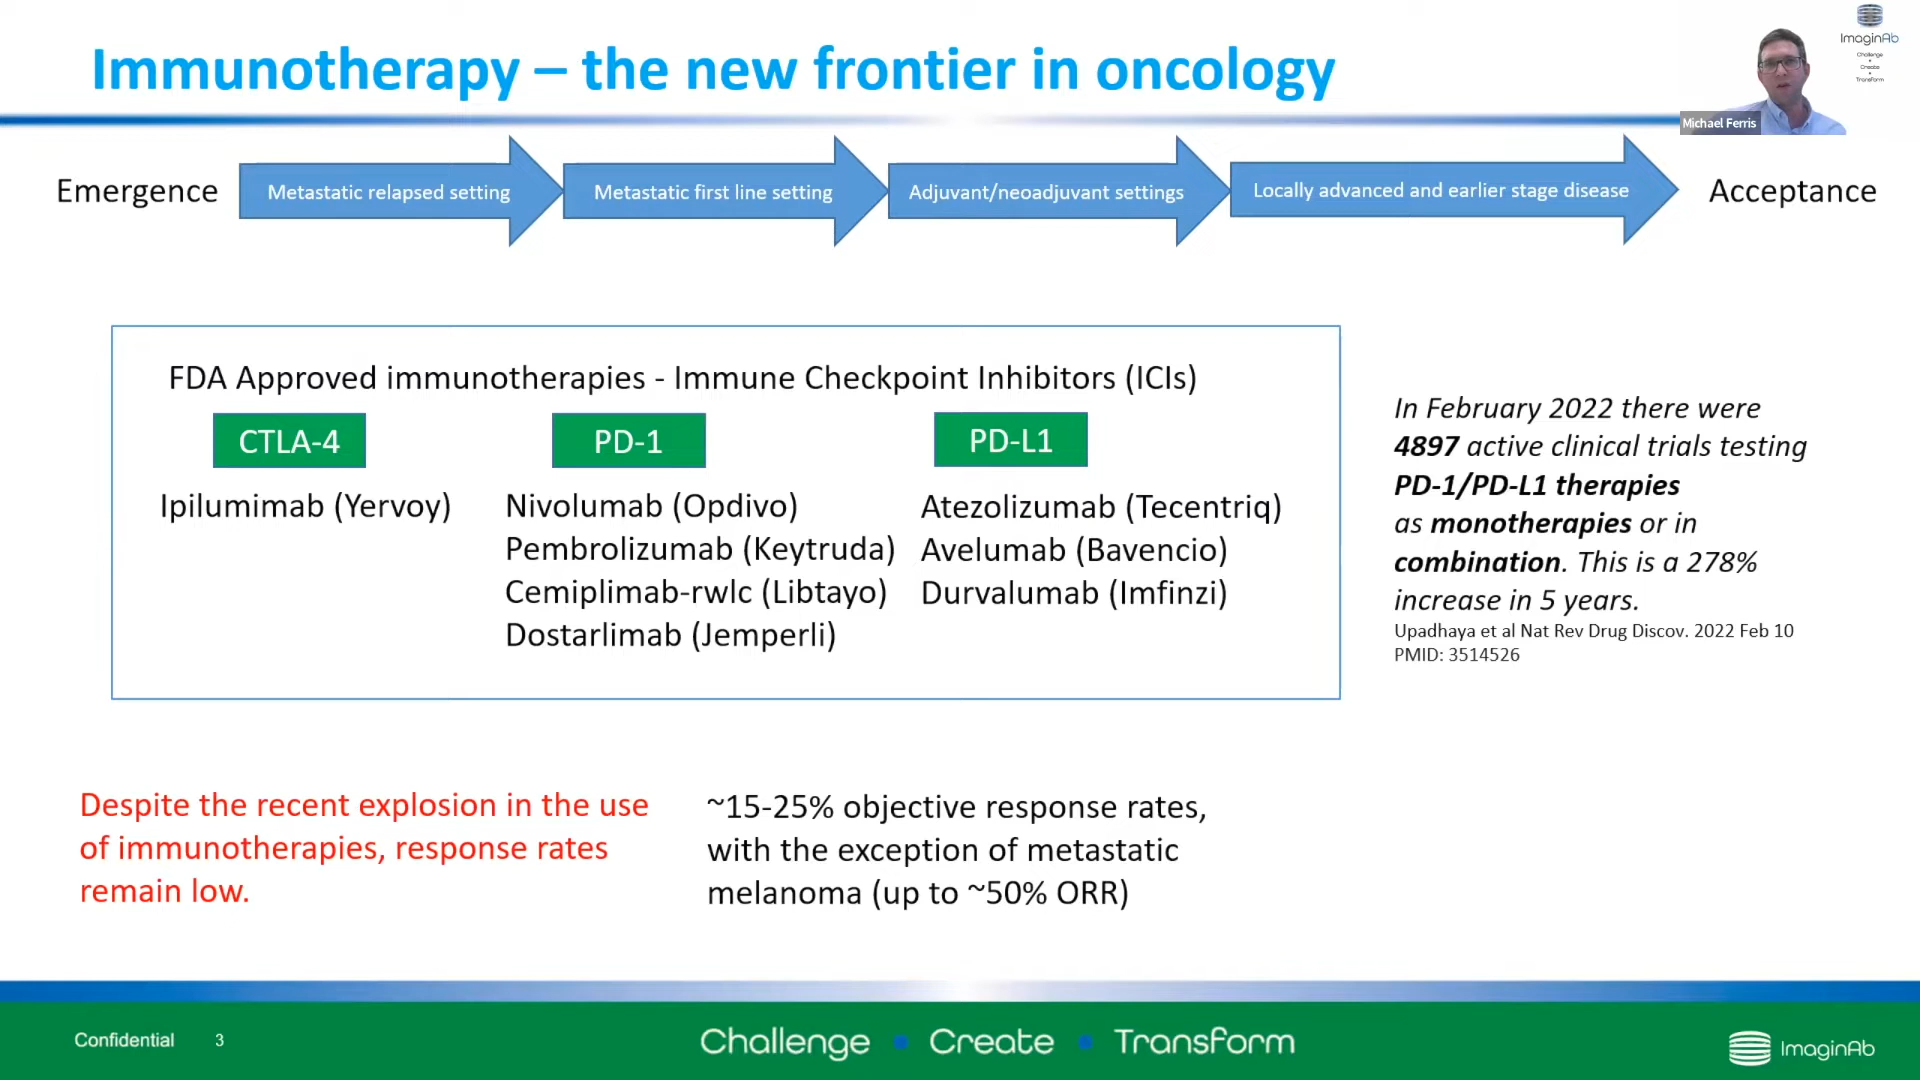 Immunotherapy – the new frontier in oncology
ImaginAb
Challenge
•
Create
•
Transform
Michael Ferris
Emergence
Metastatic relapsed setting
Metastatic first line setting
Adjuvant/neoadjuvant settings
Locally advanced and earlier stage disease
Acceptance
FDA Approved immunotherapies - Immune Checkpoint Inhibitors (ICIs)
CTLA-4
Ipilumimab (Yervoy)
PD-1
Nivolumab (Opdivo)
Pembrolizumab (Keytruda)
Cemiplimab-rwlc (Libtayo)
Dostarlimab (Jemperli)
PD-L1
Atezolizumab (Tecentriq)
Avelumab (Bavencio)
Durvalumab (Imfinzi)
In February 2022 there were
4897 active clinical trials testing
PD-1/PD-L1 therapies
as monotherapies or in
combination. This is a 278%
increase in 5 years.
Upadhaya et al Nat Rev Drug Discov. 2022 Feb 10
PMID: 3514526
Despite the recent explosion in the use
of immunotherapies, response rates
remain low.
~15-25% objective response rates,
with the exception of metastatic
melanoma (up to ~50% ORR)
Confidential 3
Challenge • Create • Transform
ImaginAb